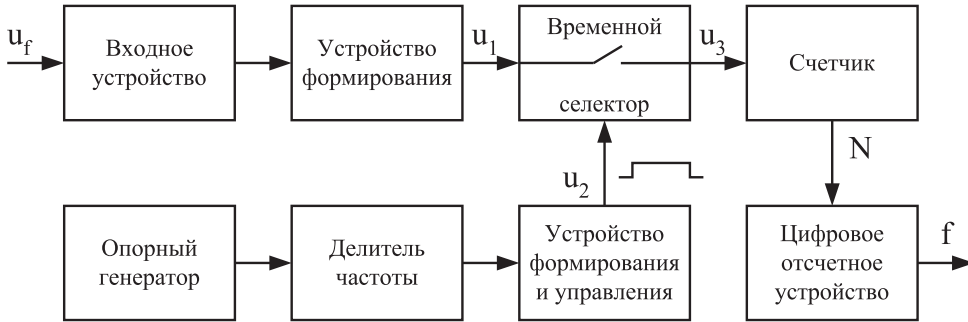 u_f
Входное
устройство
Устройство
формирования
u_1
Временной
селектор
u_3
Счетчик
N
u_2
Опорный
генератор
Делитель
частоты
Устройство
формирования
и управления
Цифровое
отсчетное
устройство
f